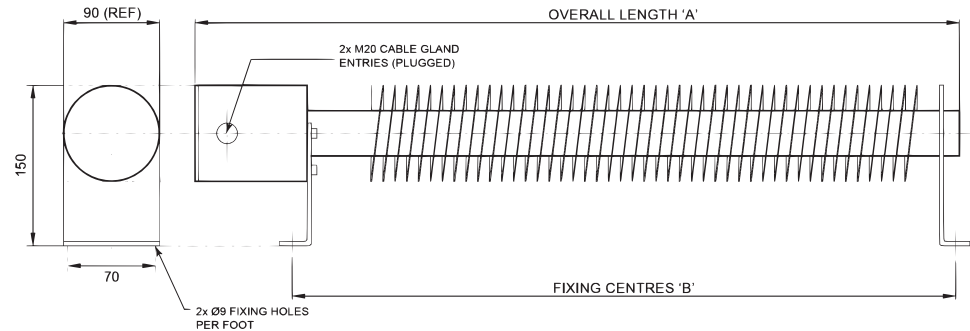 90 (REF)
OVERALL LENGTH ‘A’
2x M20 CABLE GLAND
ENTRIES (PLUGGED)
150
70
FIXING CENTRES ‘B’
2x Ø9 FIXING HOLES
PER FOOT